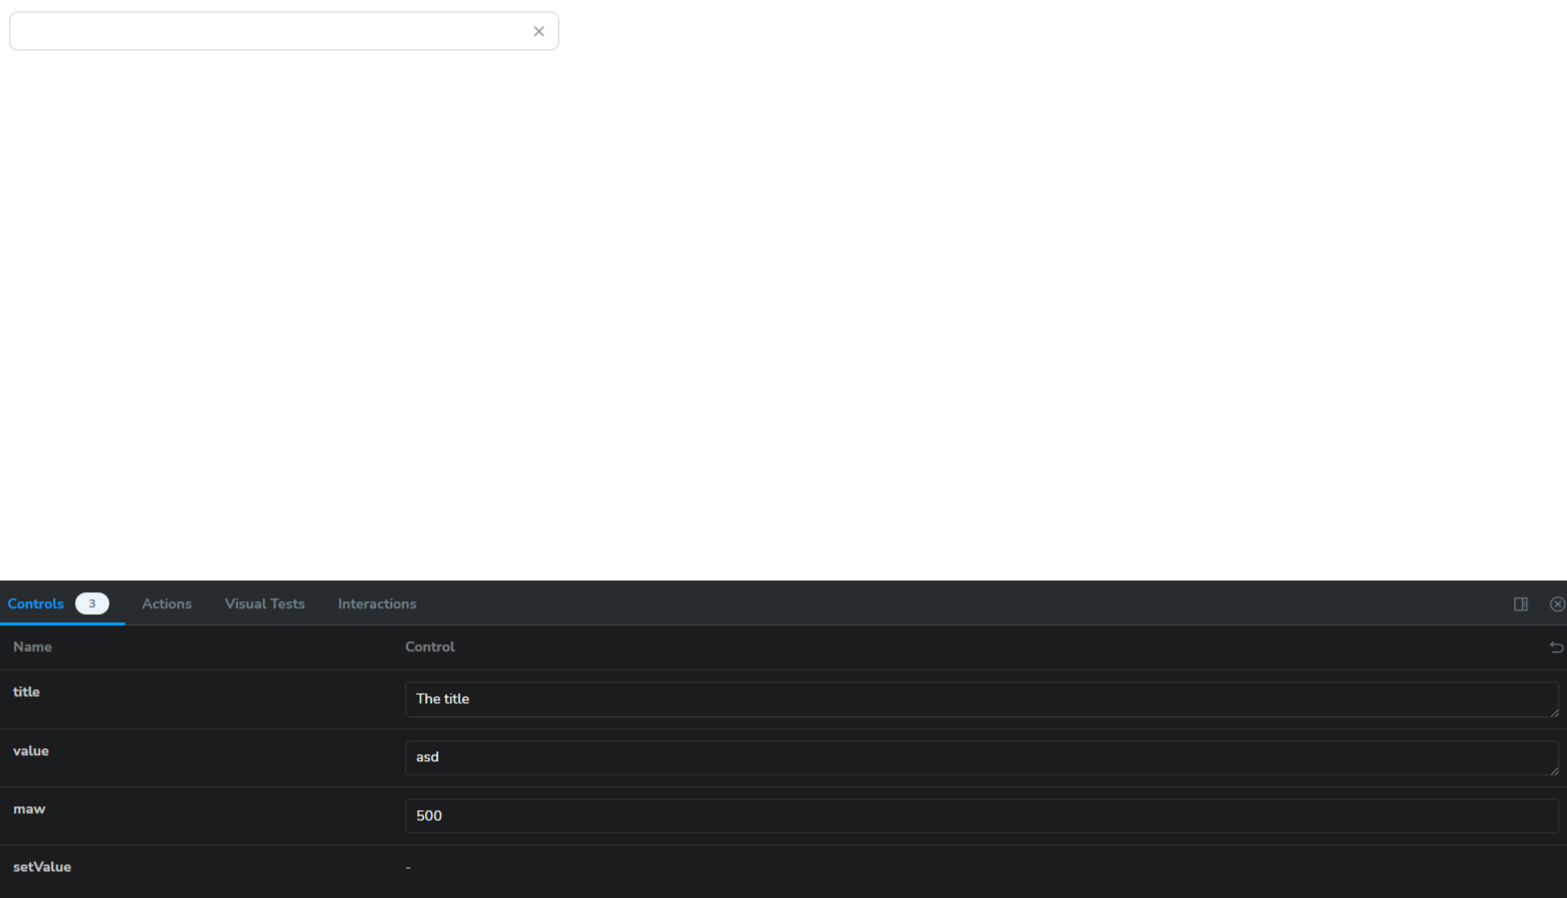 Controls 3 Actions Visual Tests Interactions
Name Control
title The title
value asd
maw 500
setValue -